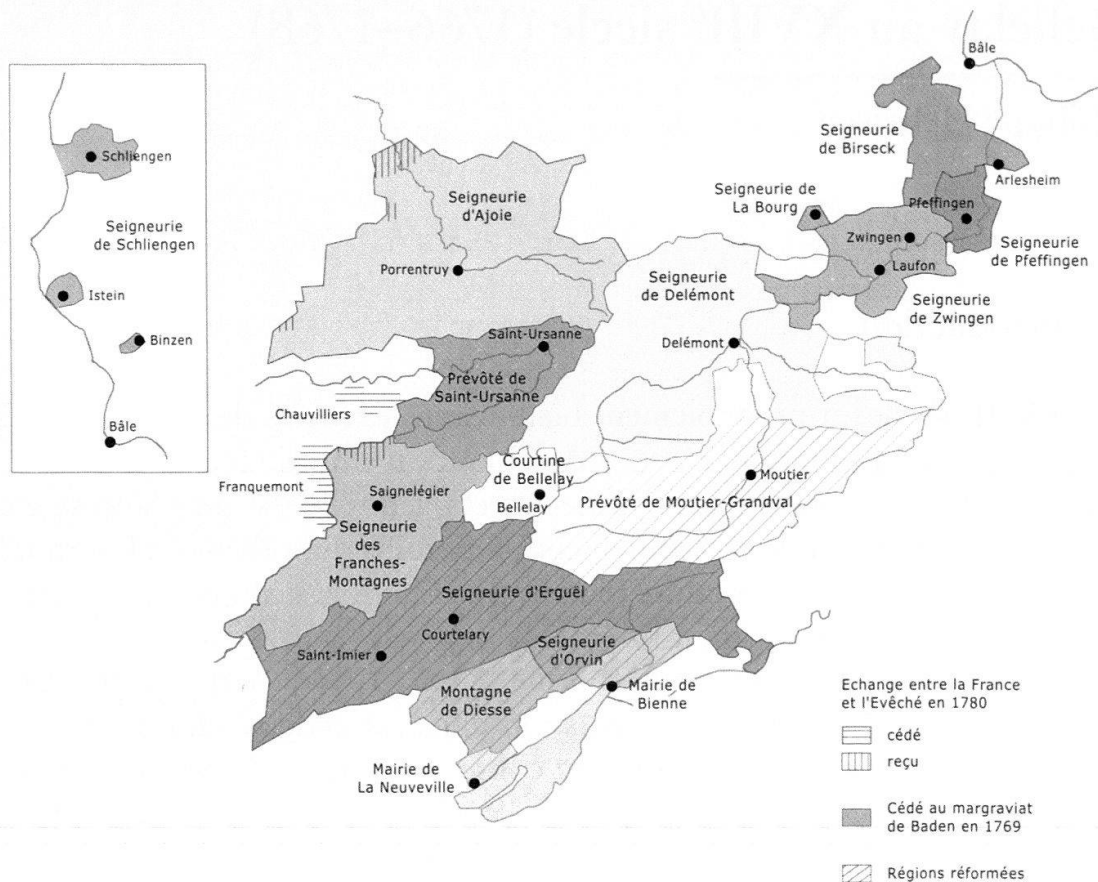 Schliengen
Seigneurie
de Schliengen
Istein
Binzen
Bâle
Bâle
Seigneurie
de Birseck
Arlesheim
Seigneurie de
La Bourg
Pfeffingen
Zwingen
Seigneurie
de Pfeffingen
Laufon
Seigneurie
de Zwingen
Seigneurie
d'Ajoie
Porrentruy
Seigneurie
de Delémont
Saint-Ursanne
Delémont
Prévôté de
Saint-Ursanne
Chauvilliers
Courtine
de Bellelay
Bellelay
Moutier
Prévôté de Moutier-Grandval
Franquemont
Saignelégier
Seigneurie
des
Franches-
Montagnes
Seigneurie d'Erguël
Courtelary
Saint-Imier
Seigneurie
d'Orvin
Montagne
de Diesse
Mairie de
Bienne
Mairie de
La Neuveville
Echange entre la France
et l'Evêché en 1780
cédé
reçu
Cédé au margraviat
de Baden en 1769
Régions réformées